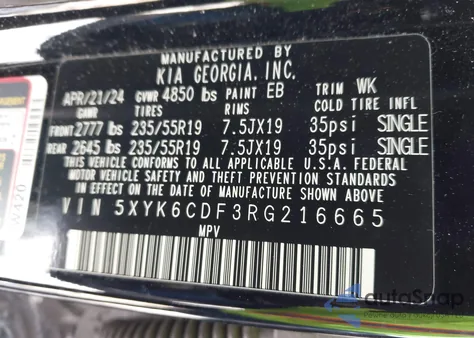 MANUFACTURED BY
KIA GEORGIA, INC.
APR/21/24 GVWR 4850 lbs PAINT EB TRIM WK
GAWR TIRES RIMS COLD TIRE INFL
FRONT 2777 lbs 235/55R19 7.5JX19 35psi SINGLE
REAR 2645 lbs 235/55R19 7.5JX19 35psi SINGLE
THIS VEHICLE CONFORMS TO ALL APPLICABLE U.S.A. FEDERAL
MOTOR VEHICLE SAFETY AND THEFT PREVENTION STANDARDS
IN EFFECT ON THE DATE OF MANUFACTURE SHOWN ABOVE.
VIN 5XYK6CDF3RG216665
MPV
W420
autoSnap